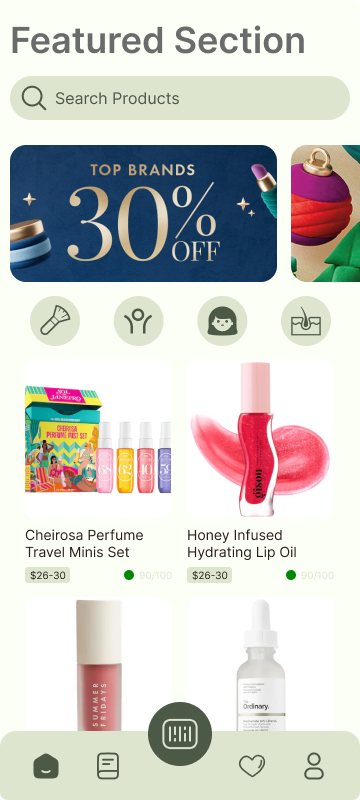 Featured Section
Search Products
TOP BRANDS
30%
OFF
SOL DE
JANEIRO
CHEIROSA
PERFUME MIST SET
68
62
40
59
gisou
Cheirosa Perfume
Travel Minis Set
Honey Infused
Hydrating Lip Oil
$26-30
90/100
$26-30
90/100
SUMMER
FRIDAYS
The
Ordinary.